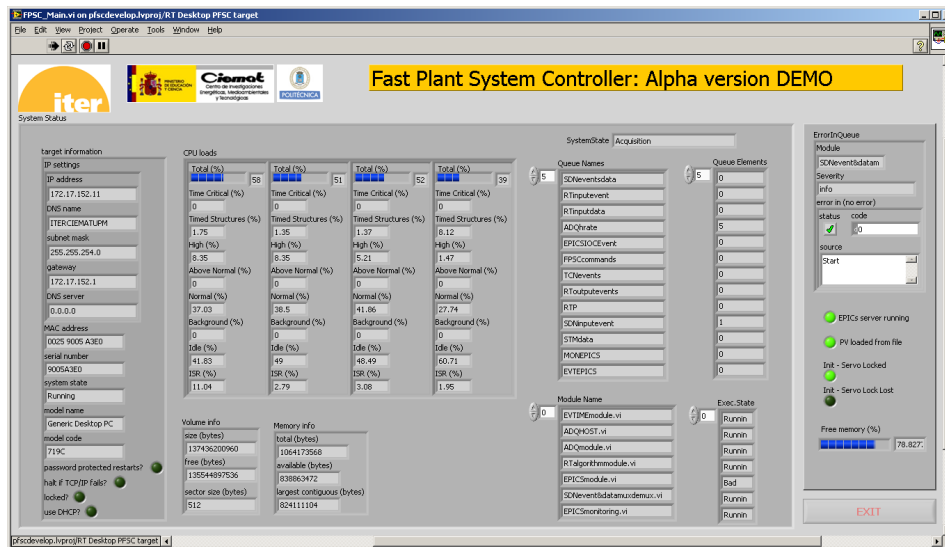 FPSC_Main.vi on pfscdevelop.lvproj/RT Desktop PFSC target
File Edit View Project Operate Tools Window Help
iter
MINISTERIO DE EDUCACIÓN Y CIENCIA
Ciemat
Centro de Investigaciones
Energéticas, Medioambientales
y Tecnológicas
POLITÉCNICA
Fast Plant System Controller: Alpha version DEMO
System Status
target information
IP settings
IP address
172.17.152.11
DNS name
ITERCIEMATUPM
subnet mask
255.255.254.0
gateway
172.17.152.1
DNS server
0.0.0.0
MAC address
0025 9005 A3E0
serial number
9005A3E0
system state
Running
model name
Generic Desktop PC
model code
719C
password protected restarts?
halt if TCP/IP fails?
locked?
use DHCP?
CPU loads
Total (%) Total (%) Total (%) Total (%)
58 51 52 39
Time Critical (%) Time Critical (%) Time Critical (%) Time Critical (%)
0 0 0 0
Timed Structures (%) Timed Structures (%) Timed Structures (%) Timed Structures (%)
1.75 1.35 1.37 8.12
High (%) High (%) High (%) High (%)
8.35 8.35 5.21 1.47
Above Normal (%) Above Normal (%) Above Normal (%) Above Normal (%)
0 0 0 0
Normal (%) Normal (%) Normal (%) Normal (%)
37.03 38.5 41.86 27.74
Background (%) Background (%) Background (%) Background (%)
0 0 0 0
Idle (%) Idle (%) Idle (%) Idle (%)
41.83 49 48.49 60.71
ISR (%) ISR (%) ISR (%) ISR (%)
11.04 2.79 3.08 1.95
Volume info
size (bytes)
137436200960
free (bytes)
135544897536
sector size (bytes)
512
Memory info
total (bytes)
1064173568
available (bytes)
838863472
largest contiguous (bytes)
824111104
SystemState Acquisition
Queue Names Queue Elements
5 5
SDNeventsdata 0
RTinputevent 0
RTinputdata 0
ADQhrate 5
EPICSIOCEvent 0
FPSCcommands 0
TCNevents 0
RToutputevents 0
RTP 0
SDNinputevent 1
STMdata 0
MONEPICS 0
EVTEPICS 0
Module Name Exec.State
0 0
EVTIMEmodule.vi Runnin
ADQHOST.vi Runnin
ADQmodule.vi Runnin
RTalgorithmmodule.vi Runnin
EPICSmodule.vi Bad
SDNevent&datamuxdemux.vi Runnin
EPICSmonitoring.vi Runnin
ErrorInQueue
Module
SDNevent&datam
Severity
info
error in (no error)
status code
0
source
Start
EPICs server running
PV loaded from file
Init - Servo Locked
Init - Servo Lock Lost
Free memory (%)
78.827
EXIT
pfscdevelop.lvproj/RT Desktop PFSC target